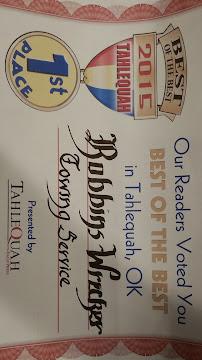 1st
PLACE
BEST
OF THE BEST
2015
TAHLEQUAH
Our Readers Voted You
BEST OF THE BEST
in Tahlequah, OK
Robbins Wrecker
Towing Service
Presented by
TAHLEQUAH